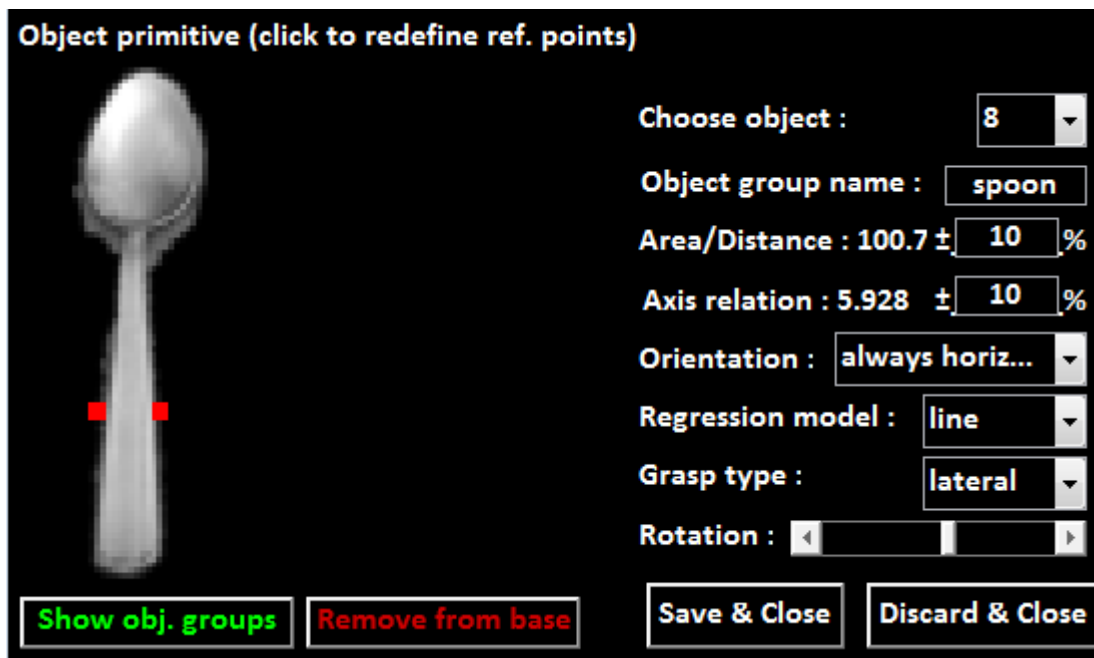 Object primitive (click to redefine ref. points)
Choose object : 8
Object group name : spoon
Area/Distance : 100.7 ± 10 %
Axis relation : 5.928 ± 10 %
Orientation : always horiz...
Regression model : line
Grasp type : lateral
Rotation :
Show obj. groups Remove from base Save & Close Discard & Close